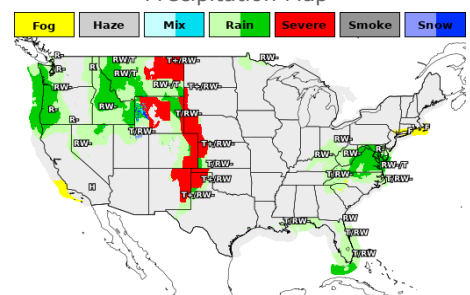 Precipitation Map
Fog Haze Mix Rain Severe Smoke Snow
R-
R-
RW-
R-
R-
R
RW/T
RW/T
RW-
RW-/T
T+/RW-
T+/RW-
T/RW-
T/RW-
RW-
H
T+/RW
T/RW-
T+/RW
T+/RW-
RW-
RW-
RW-
RW-
T/RW-
R-
RW-
RW-/T
T/RW-
F
F
T/RW-
RW
T/RW
T/RW
T/RW